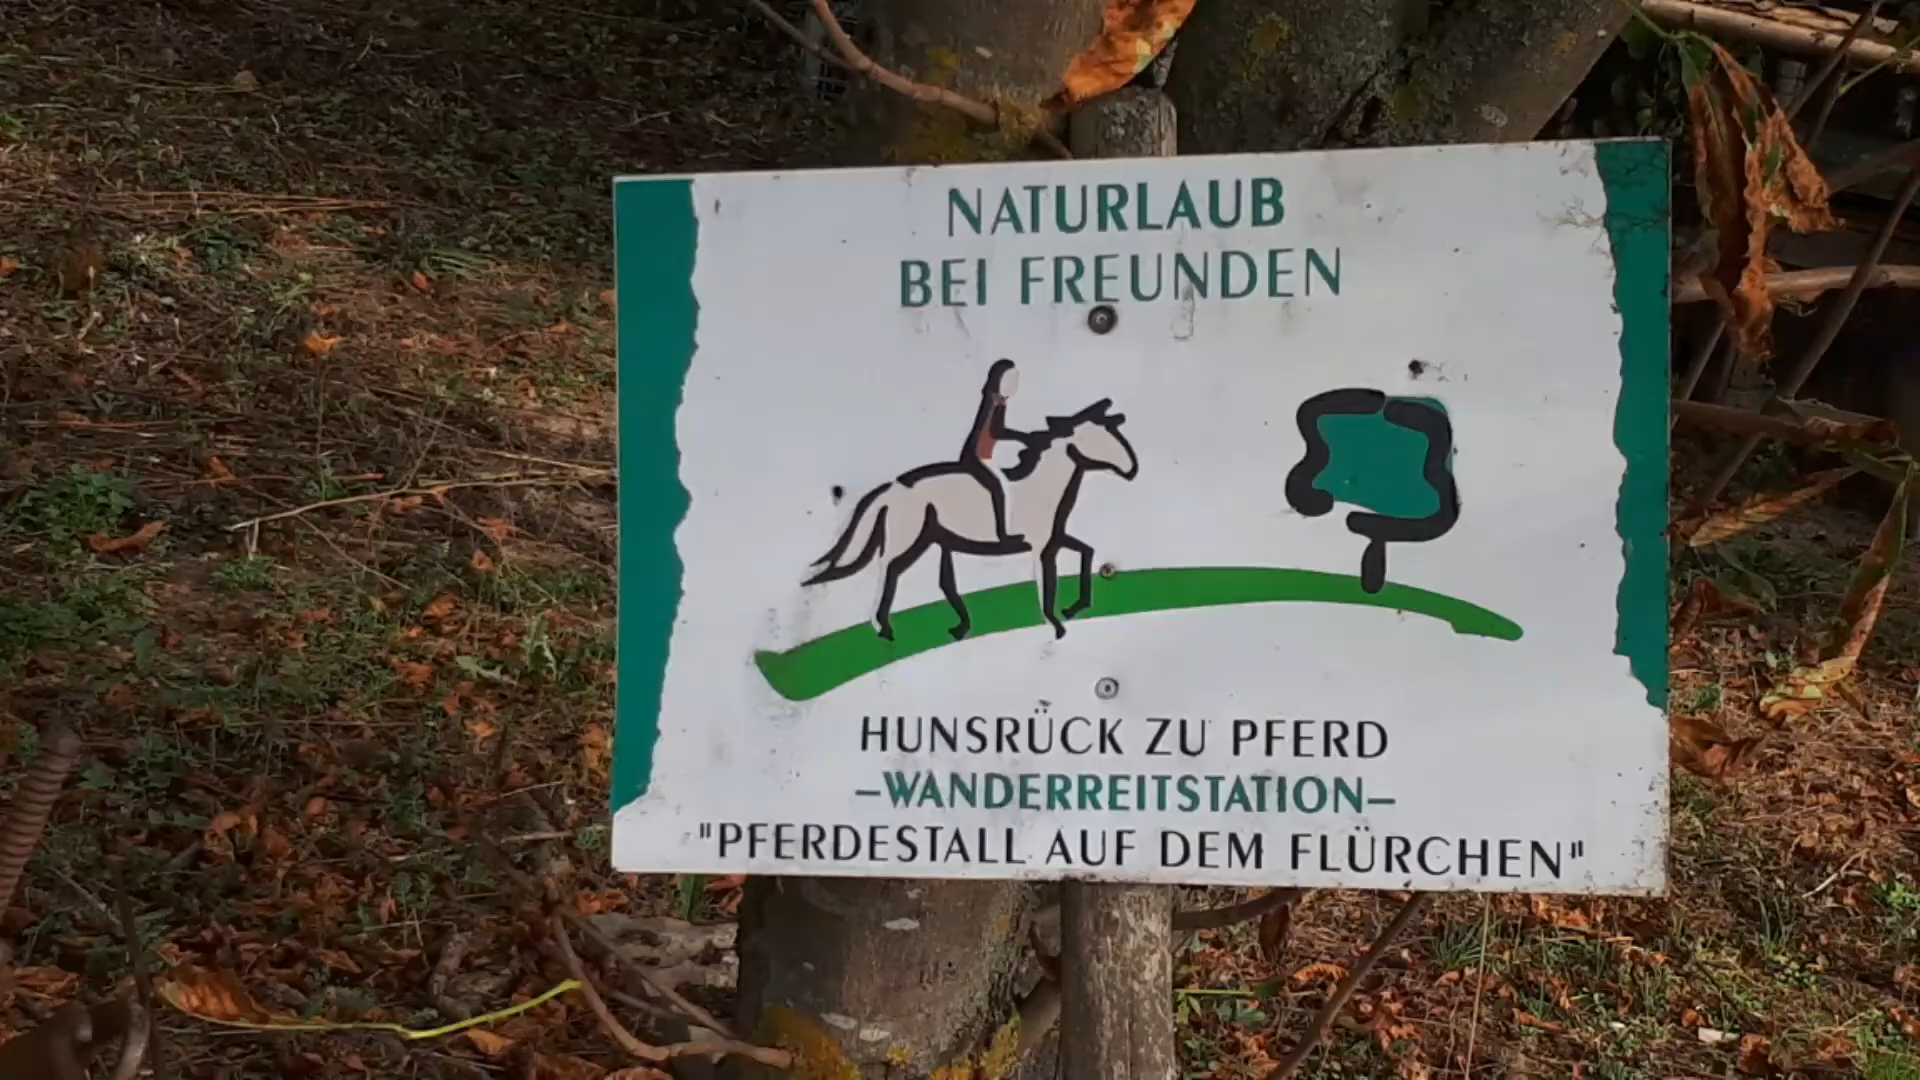 NATURLAUB
BEI FREUNDEN
HUNSRÜCK ZU PFERD
–WANDERREITSTATION–
"PFERDESTALL AUF DEM FLÜRCHEN"